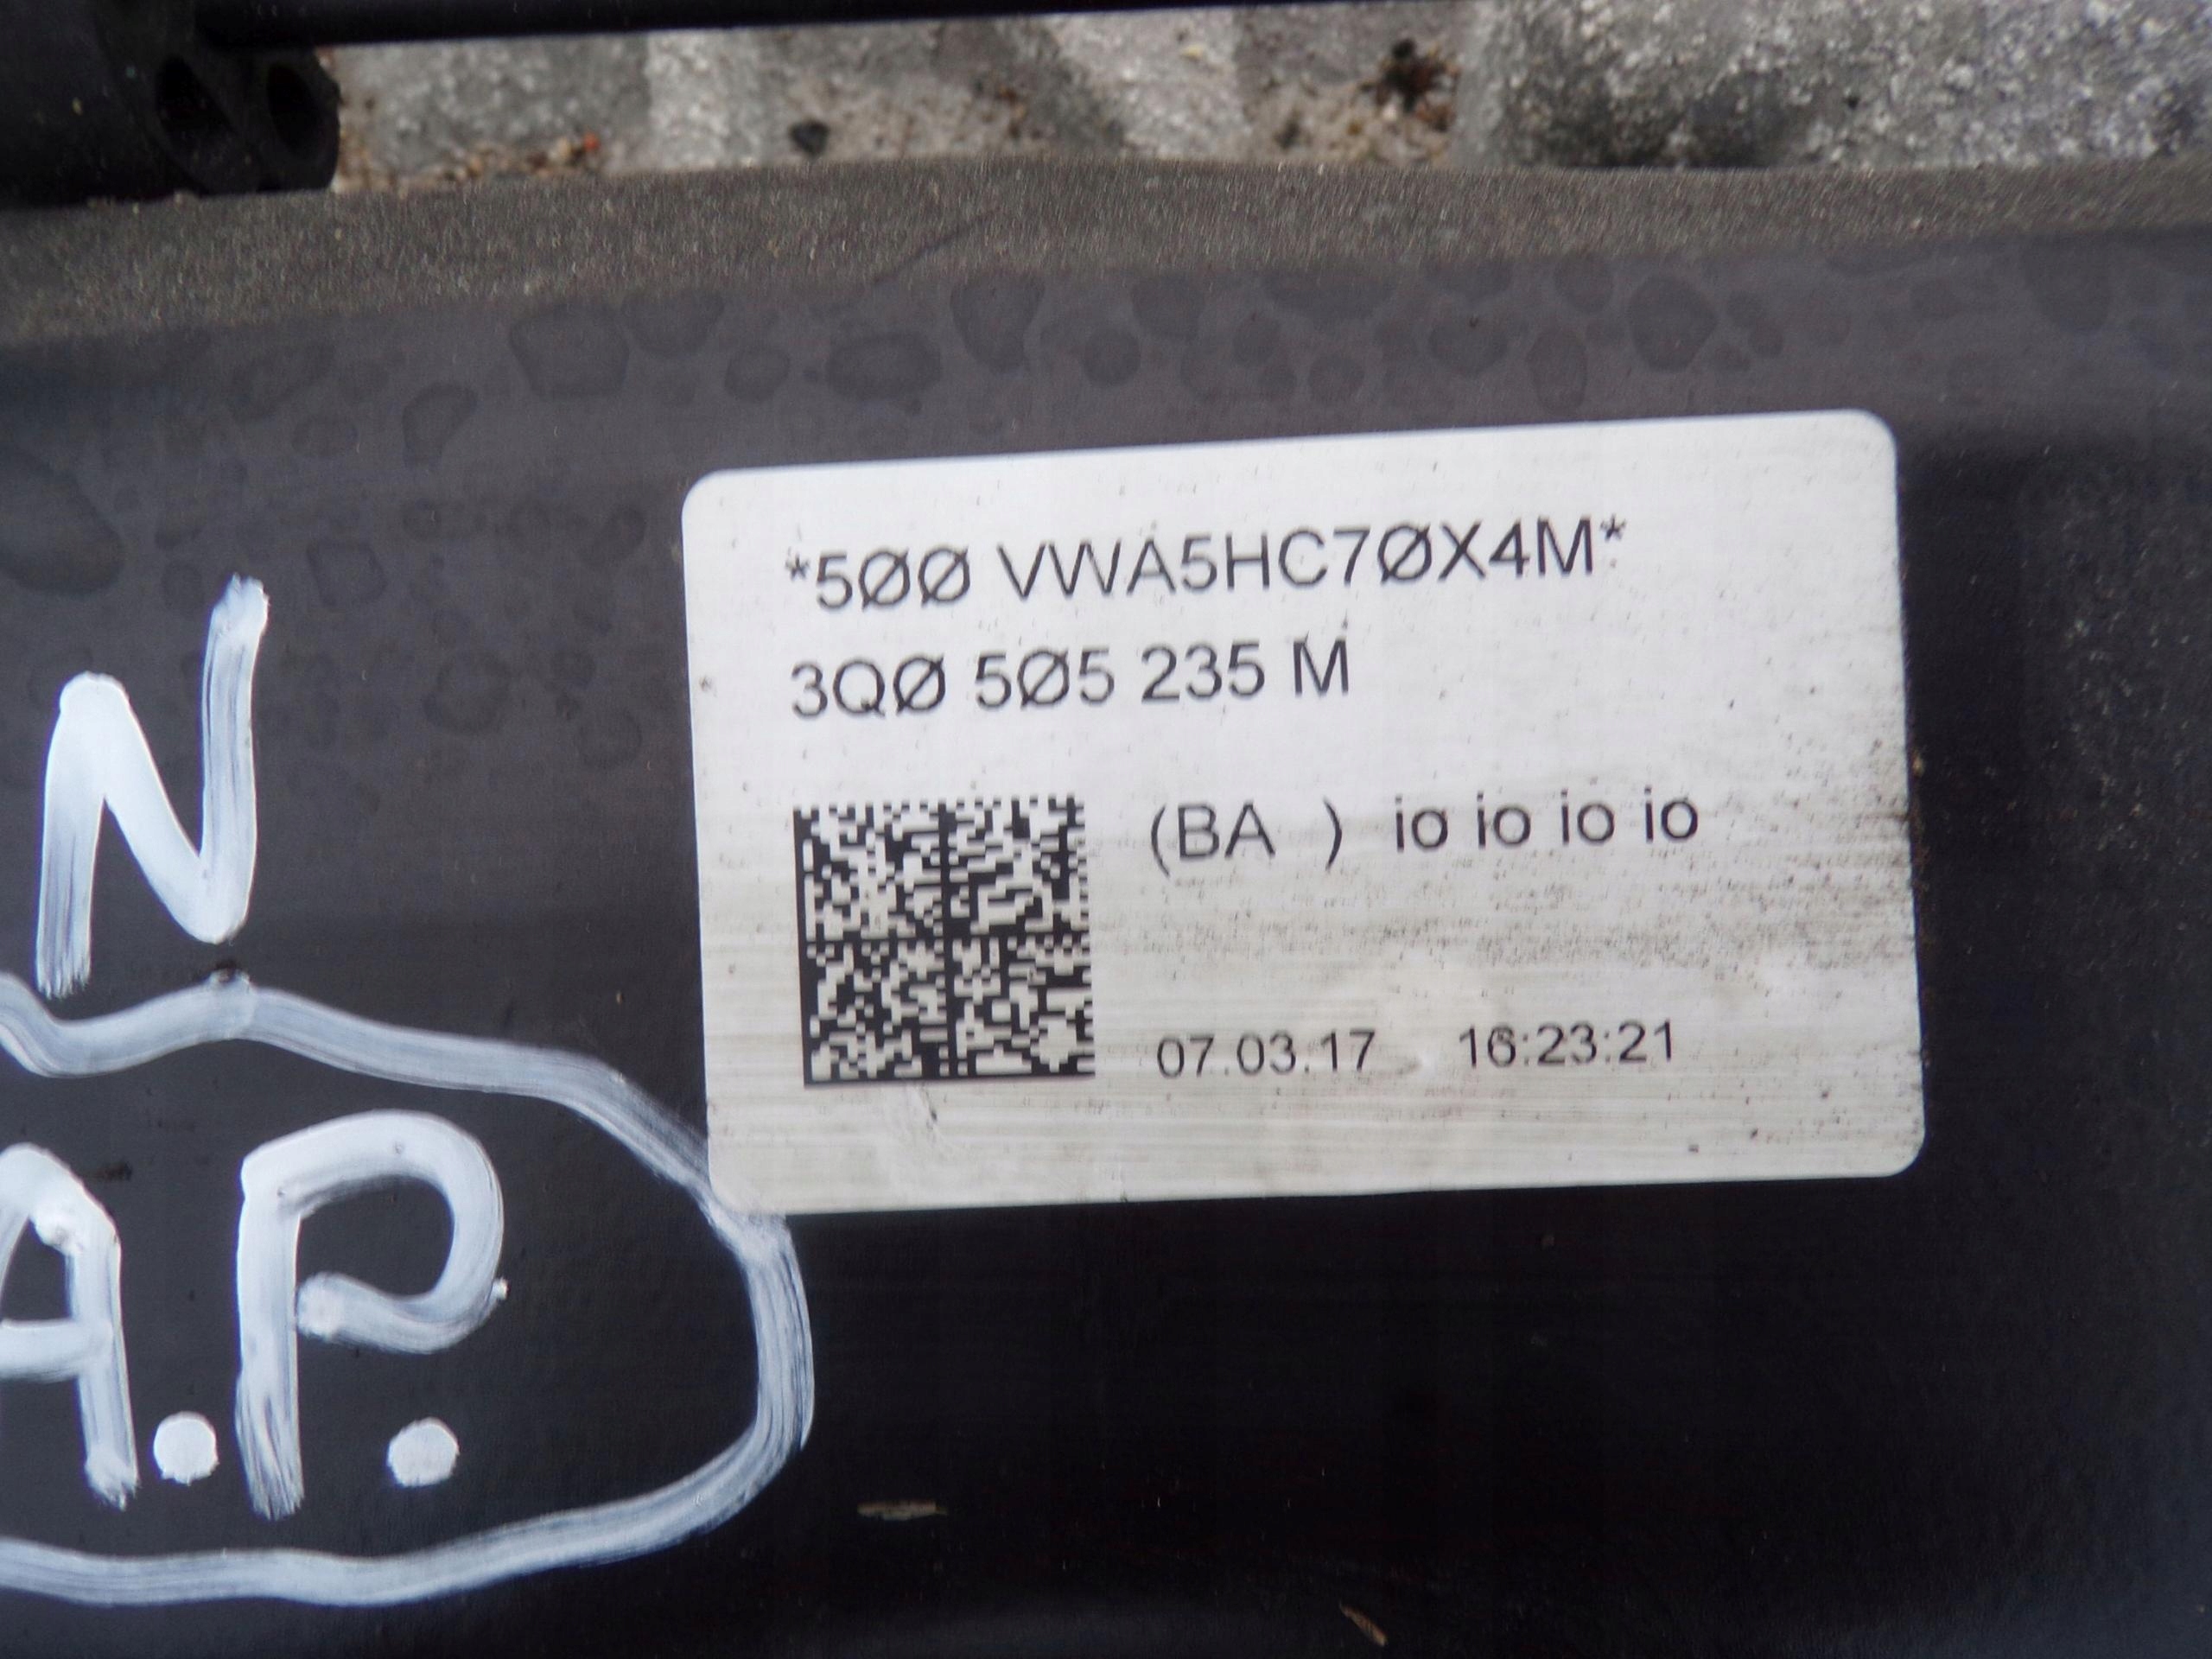 *5ØØ VWA5HC7ØX4M*
3QØ 5Ø5 235 M
(BA ) io io io io
07.03.17 16:23:21
N
A.P.